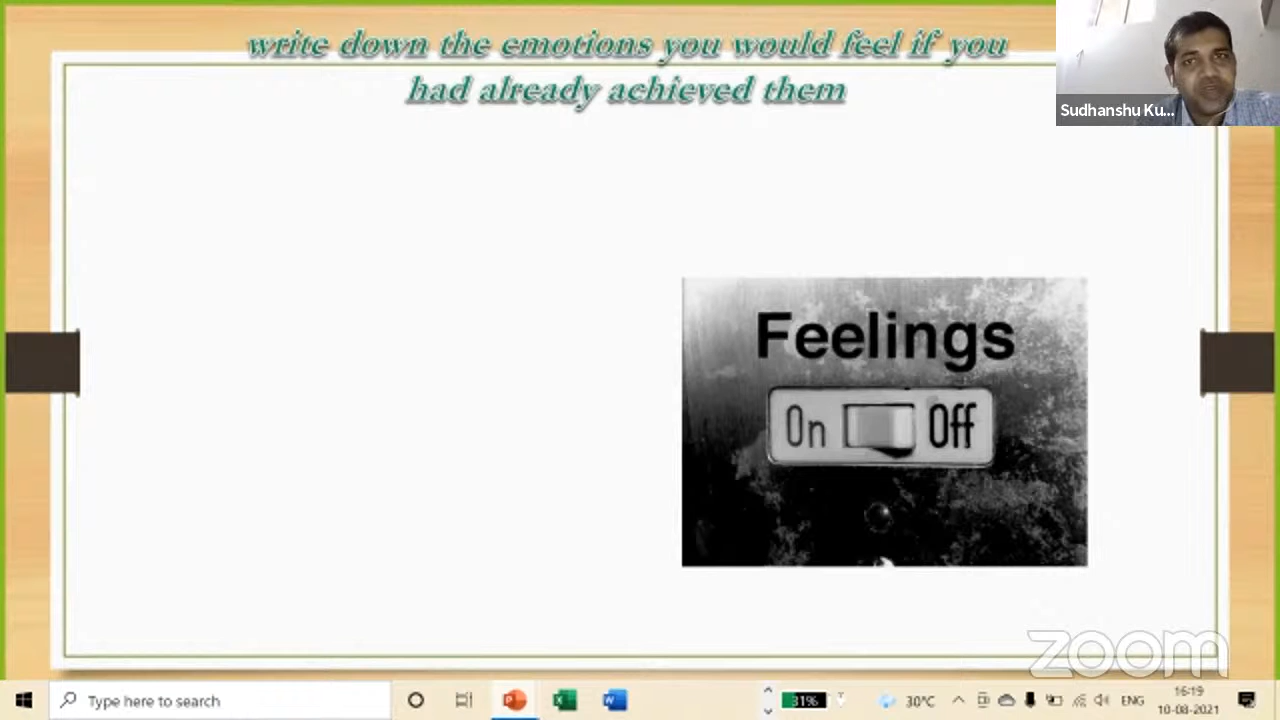 write down the emotions you would feel if you
had already achieved them
Sudhanshu Ku...
Feelings
On Off
zoom
Type here to search
31%
30°C
ENG
16:19
10-08-2021